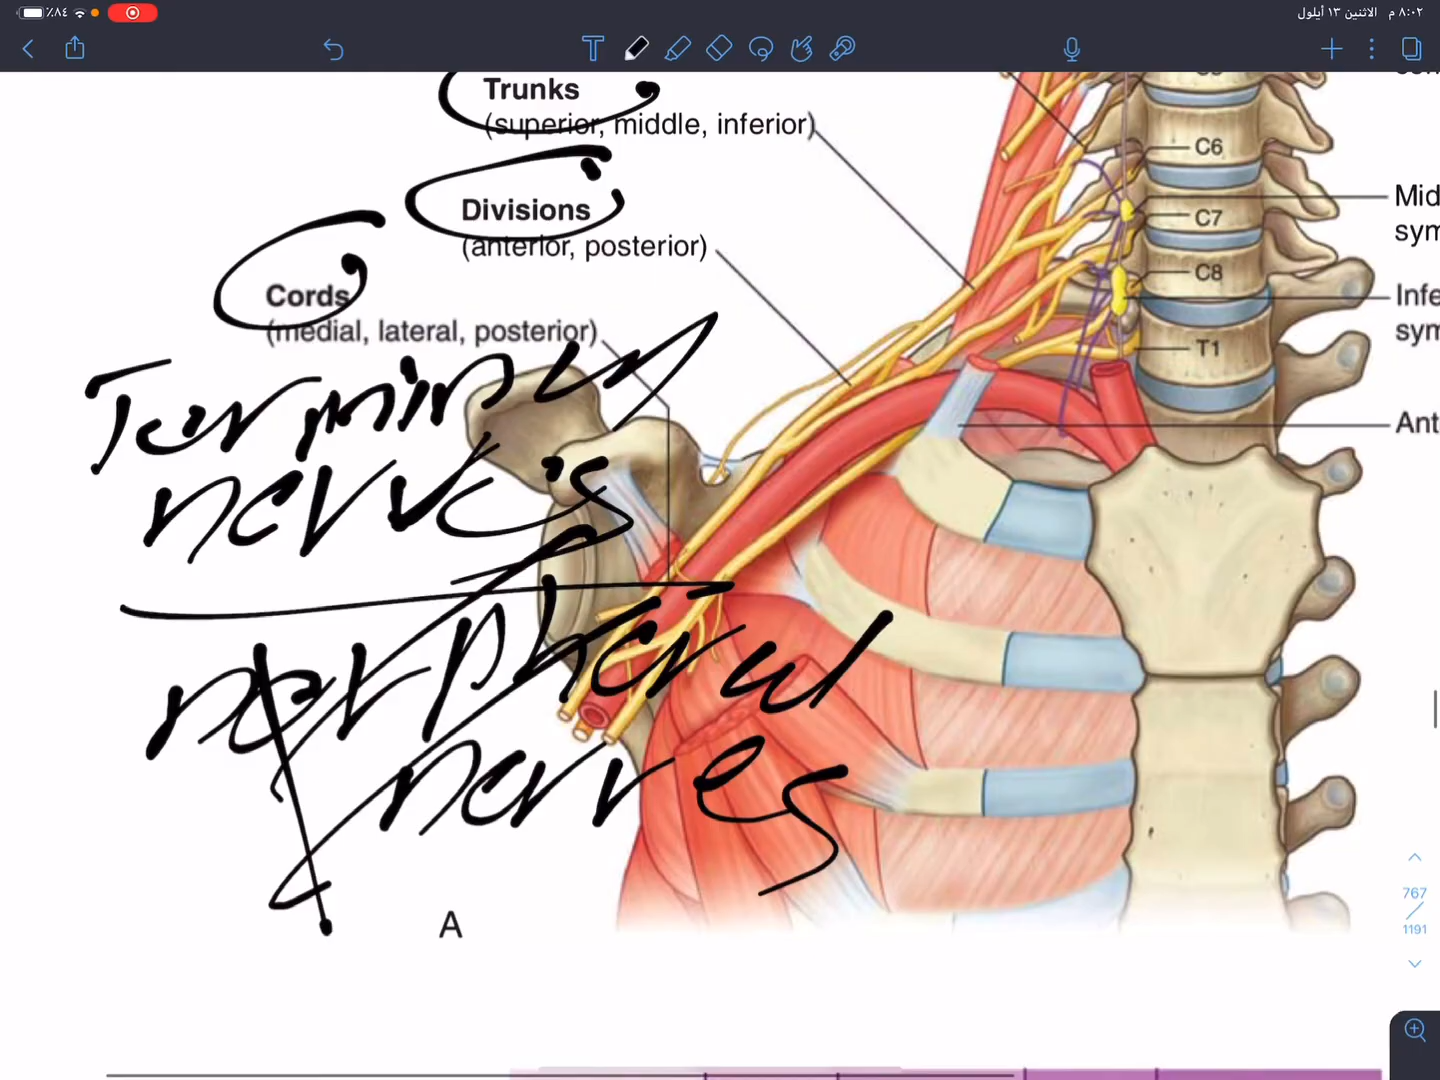 ٪٨٤
٨:٠٢ م الاثنين ١٣ أيلول
Trunks
(superior, middle, inferior)
Divisions
(anterior, posterior)
Cords
(medial, lateral, posterior)
Terminal
nerves
peripheral
nerves
C6
C7
C8
T1
Mid
sym
Infe
sym
Ant
A
767
1191